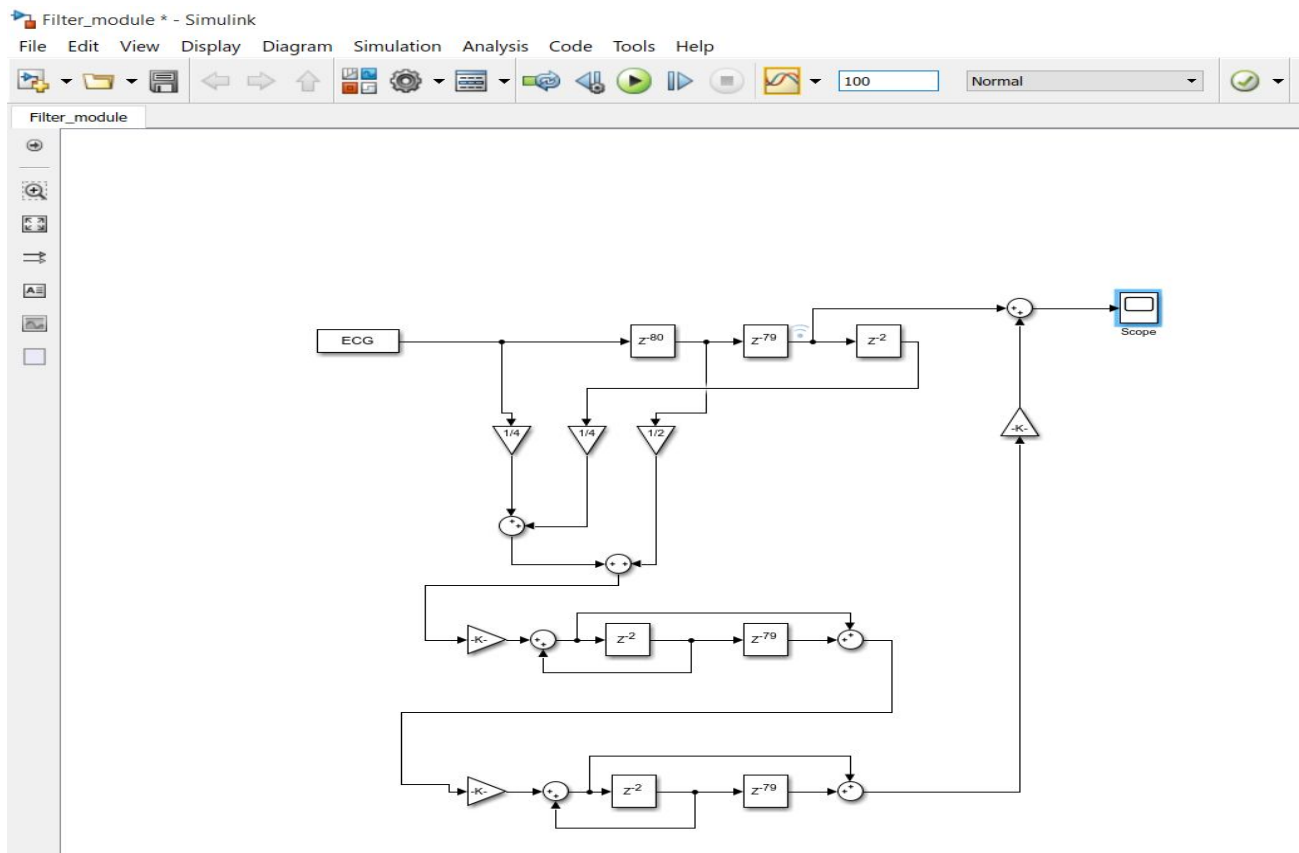 Filter_module * - Simulink
File Edit View Display Diagram Simulation Analysis Code Tools Help
100 Normal
Filter_module
A≡
ECG
z-80
z-79
z-2
Scope
1/4
1/4
1/2
-K-
+ +
+ +
-K-
+ +
z-2
z-79
+ +
-K-
+ +
z-2
z-79
+ +